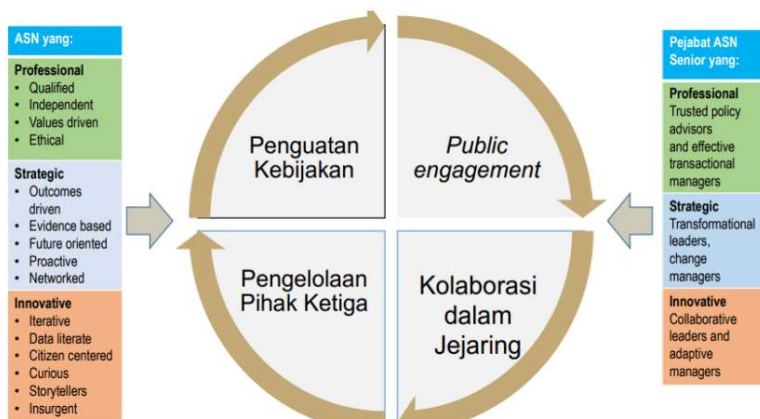 ASN yang:
Professional
• Qualified
• Independent
• Values driven
• Ethical
Strategic
• Outcomes
driven
• Evidence based
• Future oriented
• Proactive
• Networked
Innovative
• Iterative
• Data literate
• Citizen centered
• Curious
• Storytellers
• Insurgent
Penguatan
Kebijakan
Public
engagement
Pengelolaan
Pihak Ketiga
Kolaborasi
dalam
Jejaring
Pejabat ASN
Senior yang:
Professional
Trusted policy
advisors
and effective
transactional
managers
Strategic
Transformational
leaders,
change
managers
Innovative
Collaborative
leaders and
adaptive
managers